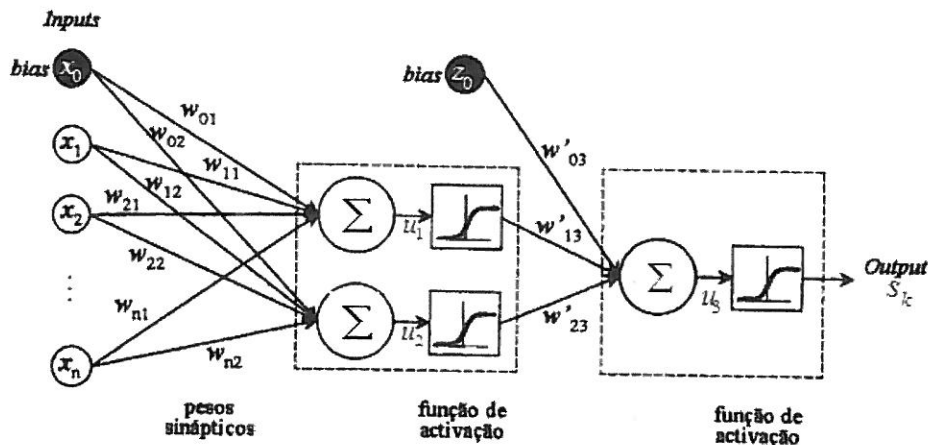 Inputs
bias x0
bias z0
w01
w02
w'03
x1
w11
w12
x2
w21
Σ
u1
w'13
w22
Σ
u3
Output
Sk
⋮
wn1
Σ
u2
w'23
xn
wn2
pesos
sinápticos
função de
activação
função de
activação